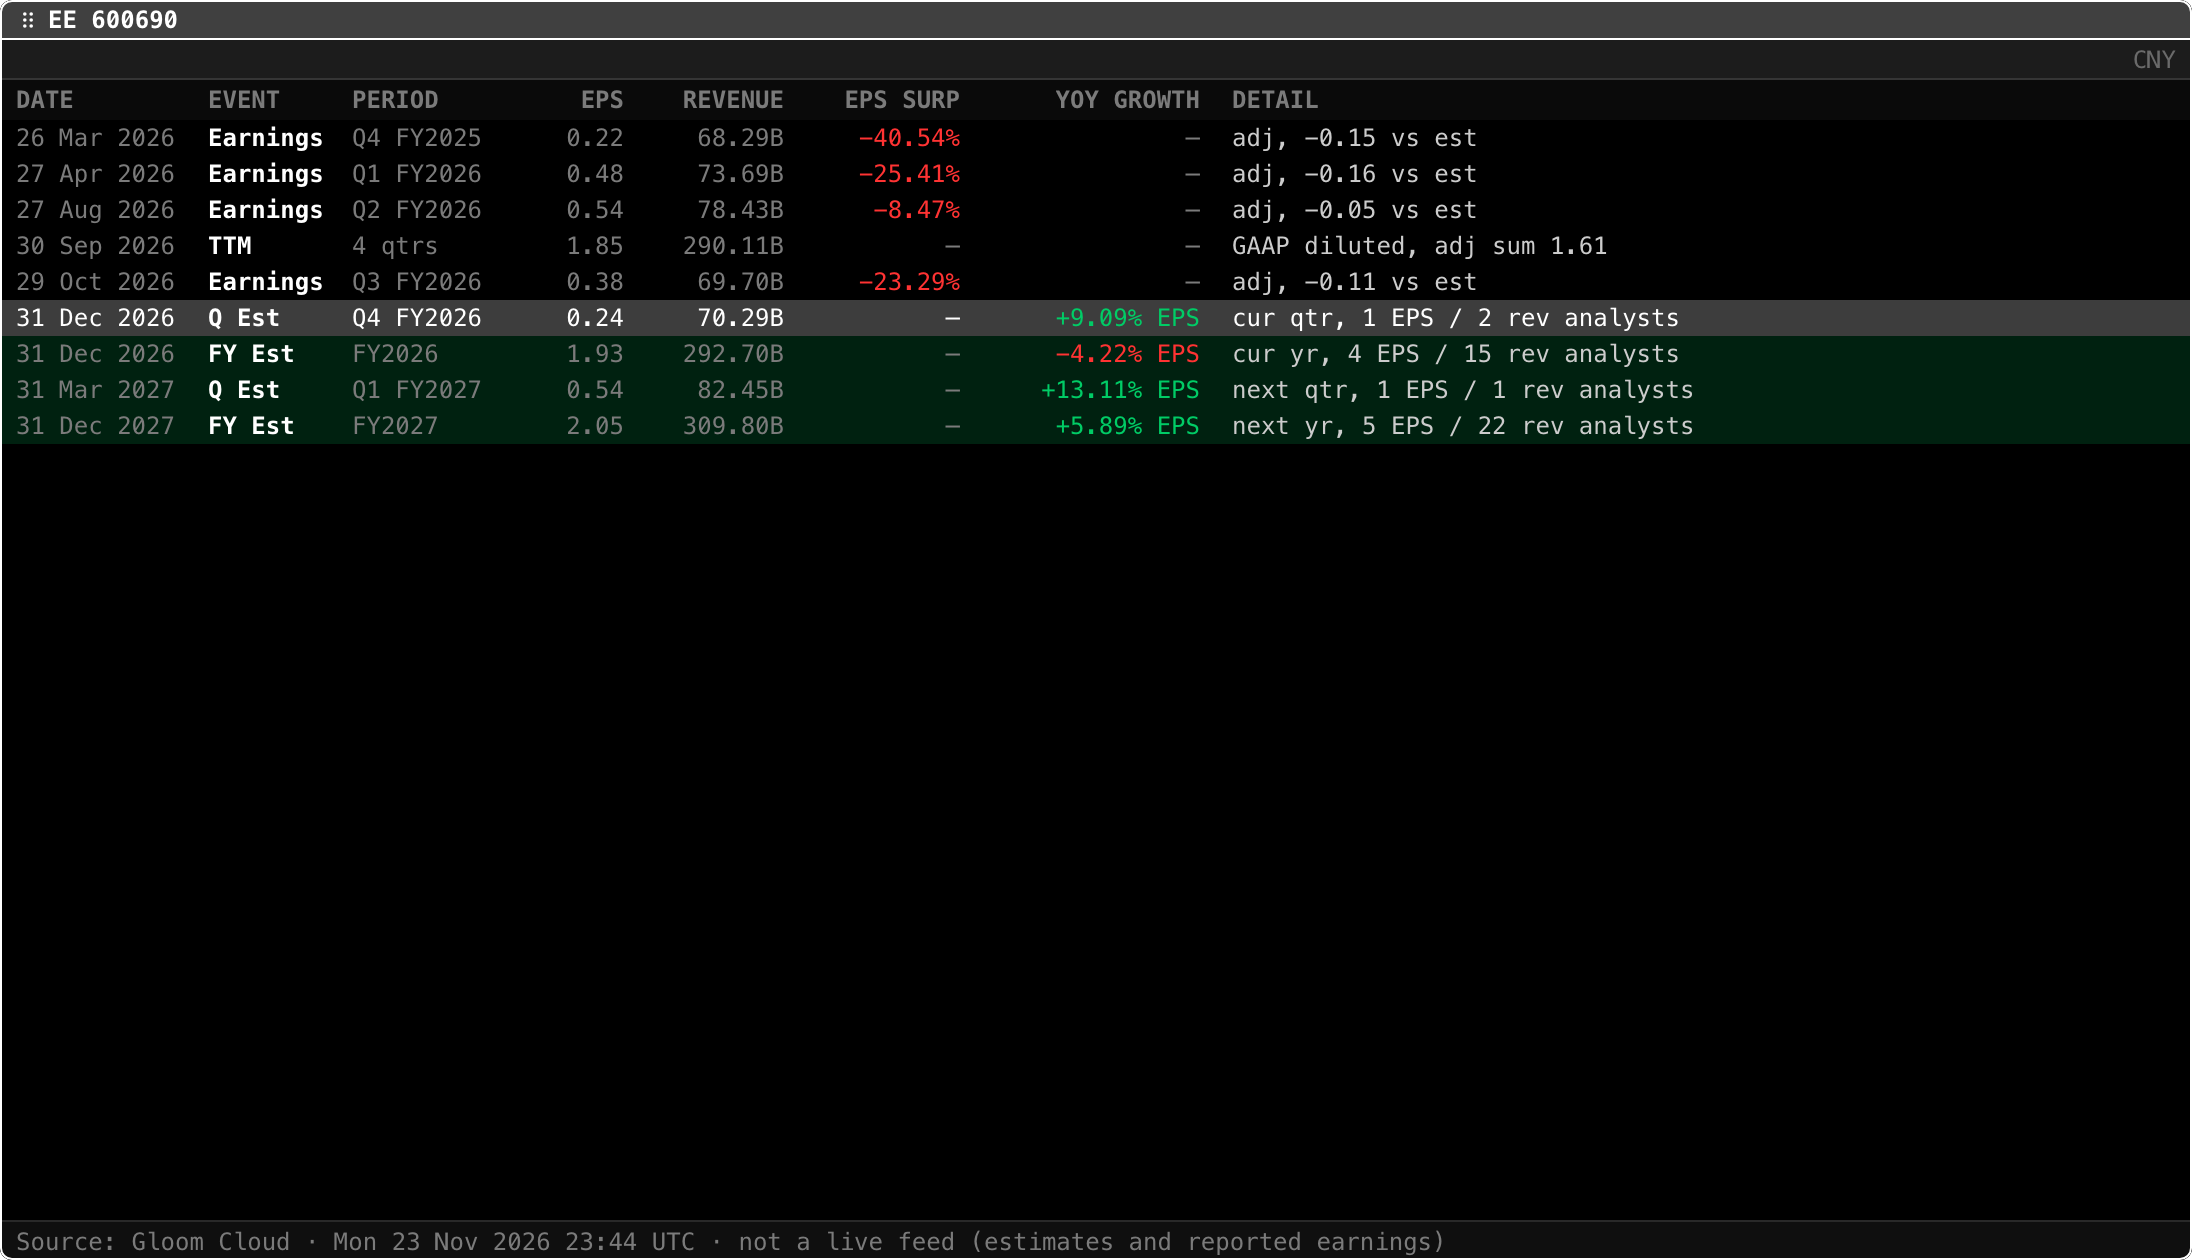 ⠿ EE 600690
CNY
DATE EVENT PERIOD EPS REVENUE EPS SURP YOY GROWTH DETAIL
26 Mar 2026 Earnings Q4 FY2025 0.22 68.29B −40.54% — adj, −0.15 vs est
27 Apr 2026 Earnings Q1 FY2026 0.48 73.69B −25.41% — adj, −0.16 vs est
27 Aug 2026 Earnings Q2 FY2026 0.54 78.43B −8.47% — adj, −0.05 vs est
30 Sep 2026 TTM 4 qtrs 1.85 290.11B — — GAAP diluted, adj sum 1.61
29 Oct 2026 Earnings Q3 FY2026 0.38 69.70B −23.29% — adj, −0.11 vs est
31 Dec 2026 Q Est Q4 FY2026 0.24 70.29B — +9.09% EPS cur qtr, 1 EPS / 2 rev analysts
31 Dec 2026 FY Est FY2026 1.93 292.70B — −4.22% EPS cur yr, 4 EPS / 15 rev analysts
31 Mar 2027 Q Est Q1 FY2027 0.54 82.45B — +13.11% EPS next qtr, 1 EPS / 1 rev analysts
31 Dec 2027 FY Est FY2027 2.05 309.80B — +5.89% EPS next yr, 5 EPS / 22 rev analysts
Source: Gloom Cloud · Mon 23 Nov 2026 23:44 UTC · not a live feed (estimates and reported earnings)